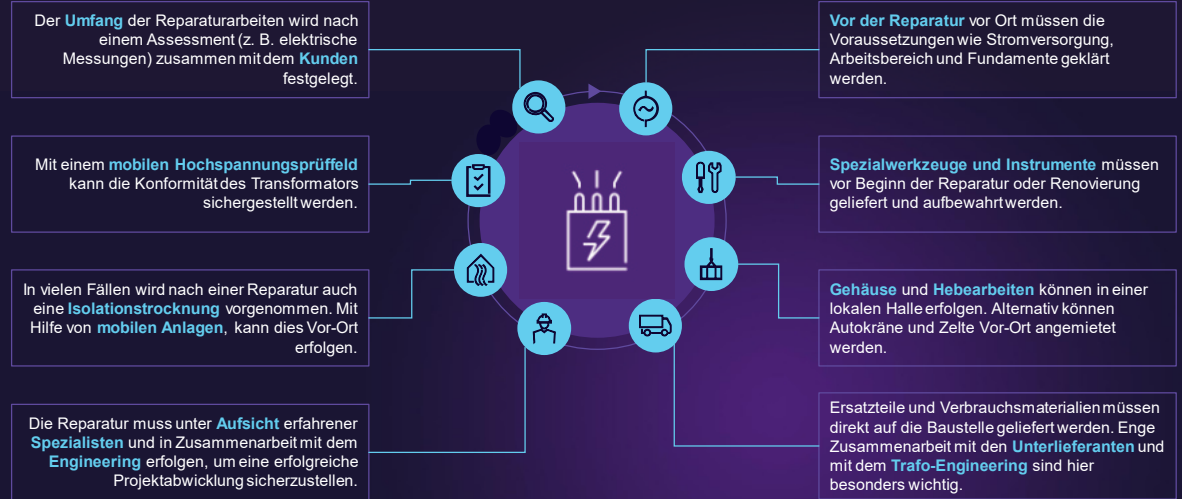 Der Umfang der Reparaturarbeiten wird nach
einem Assessment (z. B. elektrische
Messungen) zusammen mit dem Kunden
festgelegt.
Mit einem mobilen Hochspannungsprüffeld
kann die Konformität des Transformators
sichergestellt werden.
In vielen Fällen wird nach einer Reparatur auch
eine Isolationstrocknung vorgenommen. Mit
Hilfe von mobilen Anlagen, kann dies Vor-Ort
erfolgen.
Die Reparatur muss unter Aufsicht erfahrener
Spezialisten und in Zusammenarbeit mit dem
Engineering erfolgen, um eine erfolgreiche
Projektabwicklung sicherzustellen.
Vor der Reparatur vor Ort müssen die
Voraussetzungen wie Stromversorgung,
Arbeitsbereich und Fundamente geklärt
werden.
Spezialwerkzeuge und Instrumente müssen
vor Beginn der Reparatur oder Renovierung
geliefert und aufbewahrt werden.
Gehäuse und Hebearbeiten können in einer
lokalen Halle erfolgen. Alternativ können
Autokräne und Zelte Vor-Ort angemietet
werden.
Ersatzteile und Verbrauchsmaterialien müssen
direkt auf die Baustelle geliefert werden. Enge
Zusammenarbeit mit den Unterlieferanten und
mit dem Trafo-Engineering sind hier
besonders wichtig.